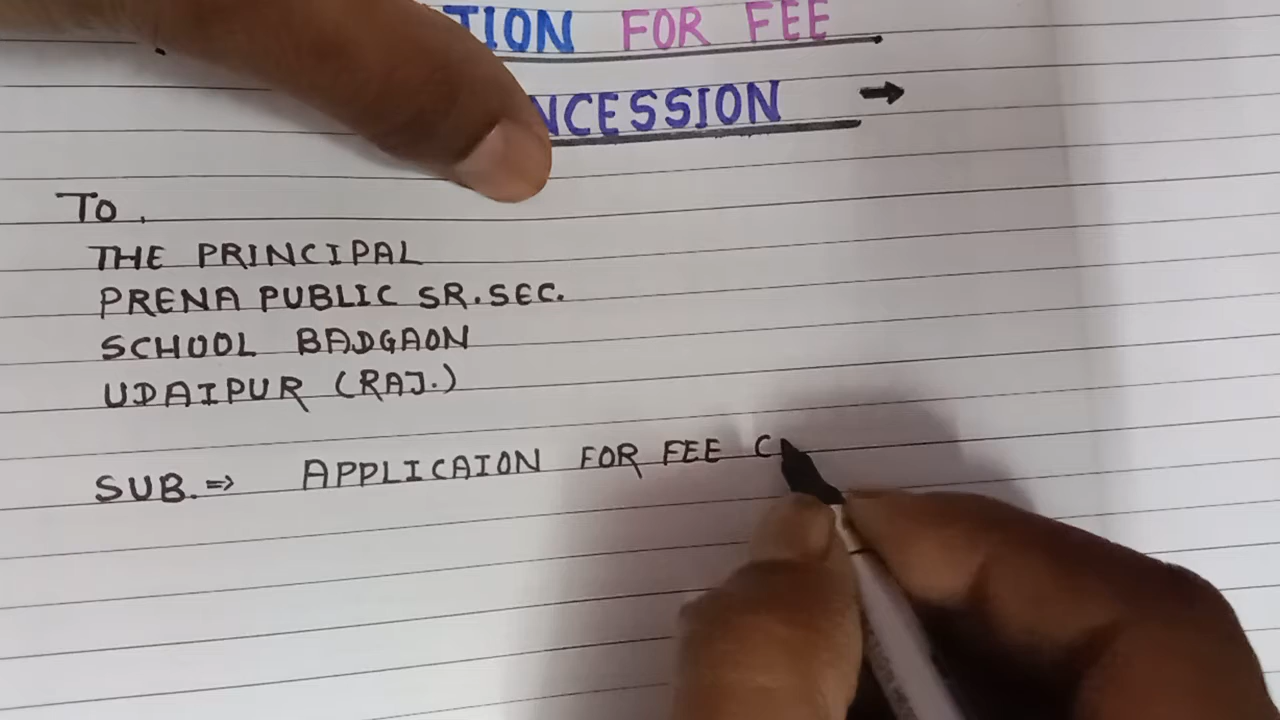 TION FOR FEE
NCESSION →
To,
THE PRINCIPAL
PRENA PUBLIC SR.SEC.
SCHOOL BADGAON
UDAIPUR (RAJ.)
SUB.⇒ APPLICAION FOR FEE C